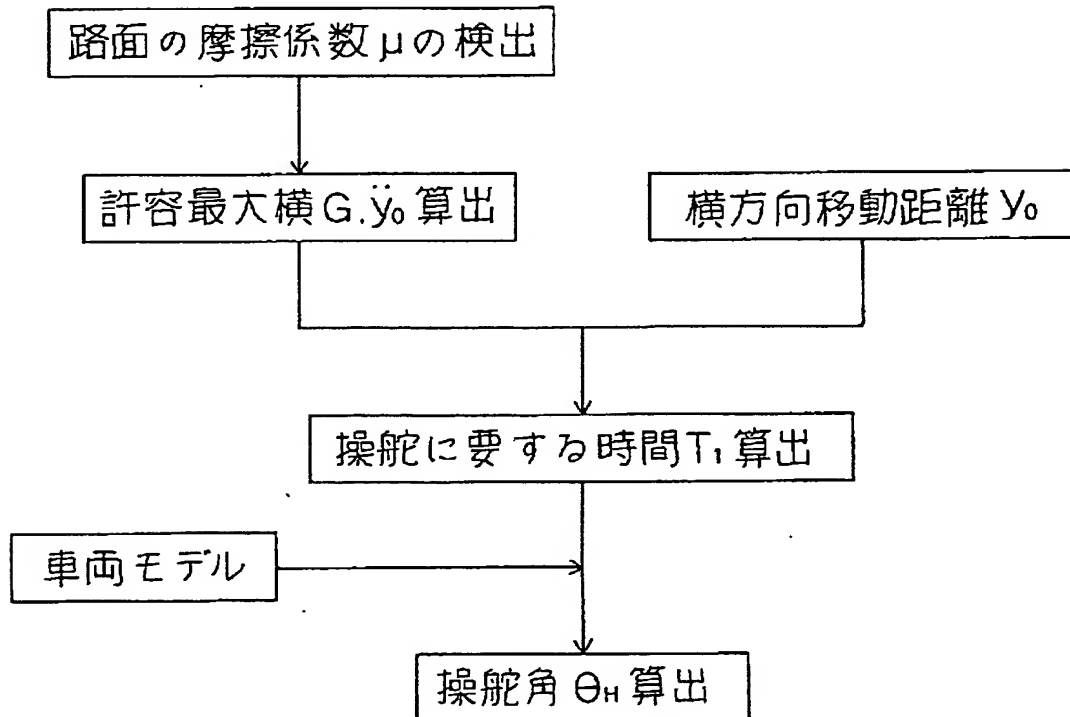 路面の摩擦係数μの検出
許容最大横G.ÿ₀算出
横方向移動距離y₀
操舵に要する時間T₁算出
車両モデル
操舵角θH算出